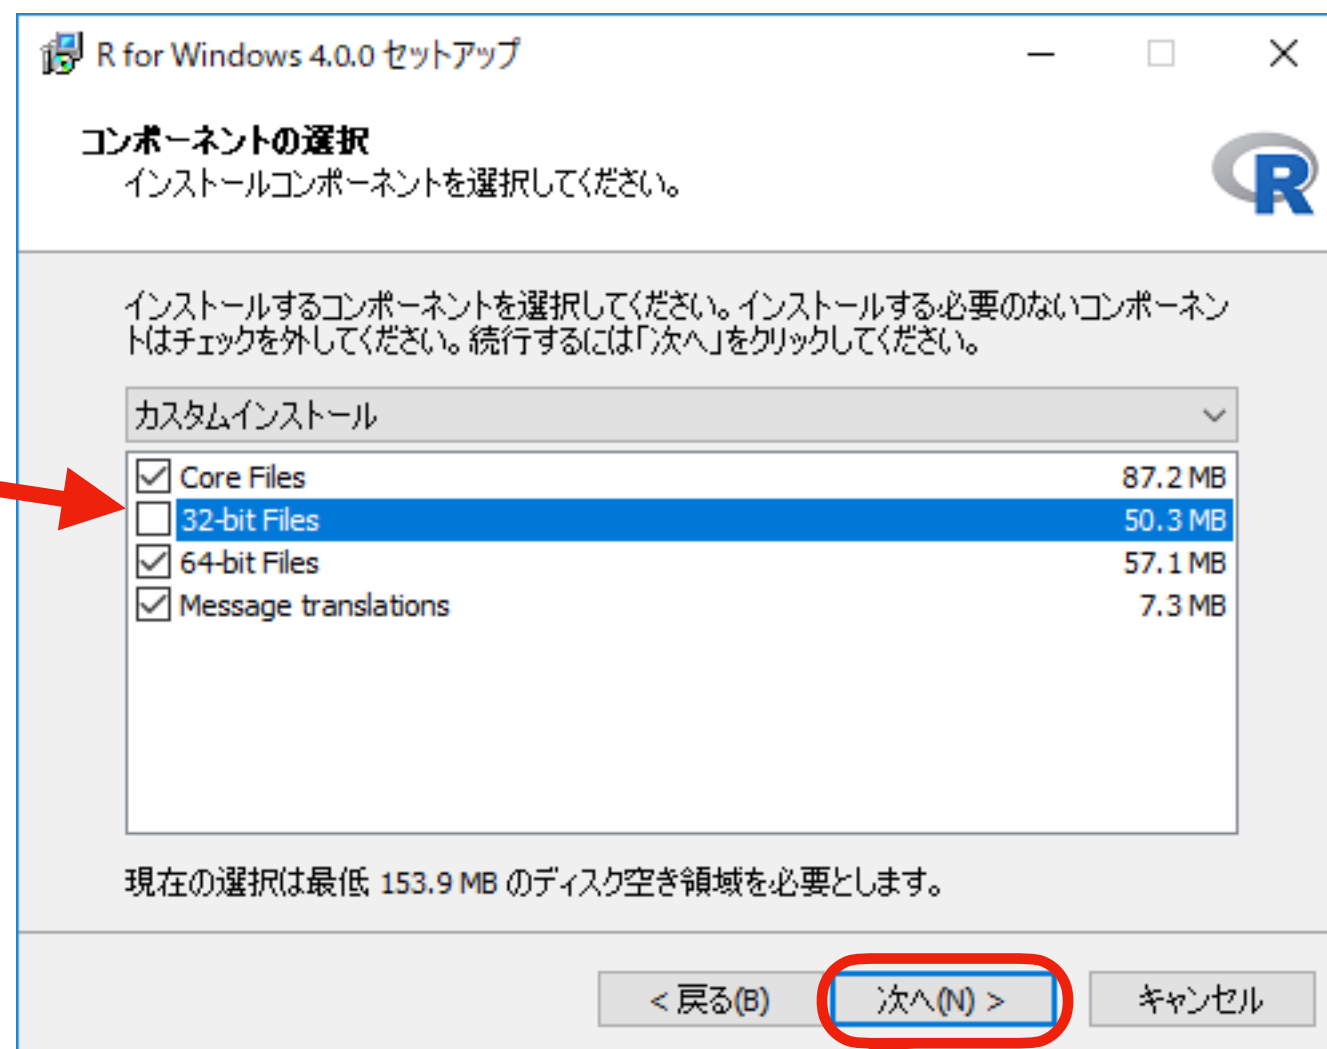 R for Windows 4.0.0 セットアップ
コンポーネントの選択
インストールコンポーネントを選択してください。
R
インストールするコンポーネントを選択してください。インストールする必要のないコンポーネン
トはチェックを外してください。続行するには「次へ」をクリックしてください。
カスタムインストール
Core Files 87.2 MB
32-bit Files 50.3 MB
64-bit Files 57.1 MB
Message translations 7.3 MB
現在の選択は最低 153.9 MB のディスク空き領域を必要とします。
< 戻る(B) 次へ(N) > キャンセル